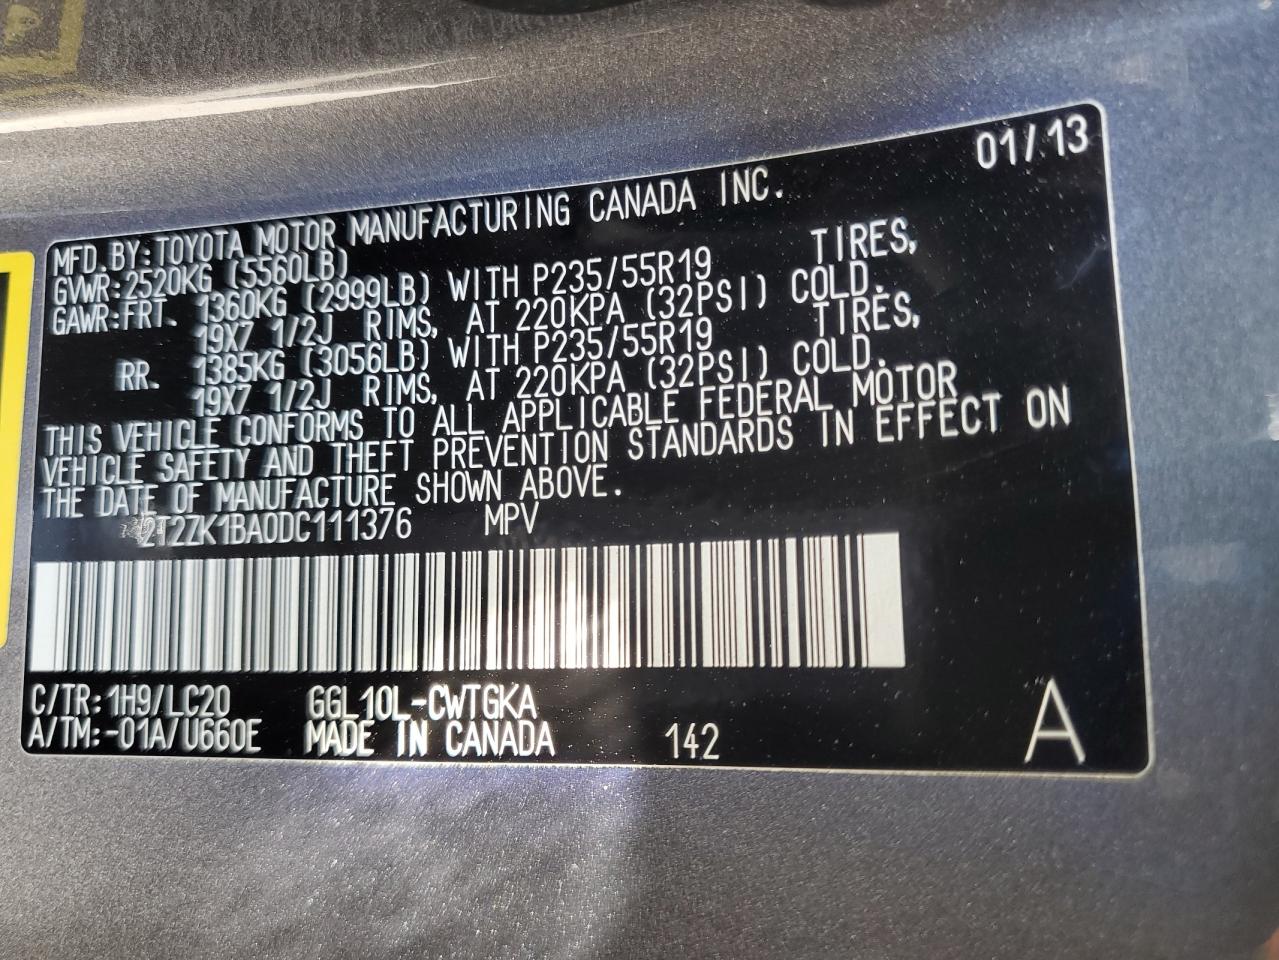 01/13
MFD.BY:TOYOTA MOTOR MANUFACTURING CANADA INC.
GVWR:2520KG (5560LB)
GAWR:FRT. 1360KG (2999LB) WITH P235/55R19 TIRES,
19X7 1/2J RIMS, AT 220KPA (32PSI) COLD.
RR. 1385KG (3056LB) WITH P235/55R19 TIRES,
19X7 1/2J RIMS, AT 220KPA (32PSI) COLD.
THIS VEHICLE CONFORMS TO ALL APPLICABLE FEDERAL MOTOR
VEHICLE SAFETY AND THEFT PREVENTION STANDARDS IN EFFECT ON
THE DATE OF MANUFACTURE SHOWN ABOVE.
2T2ZK1BA0DC111376 MPV
C/TR:1H9/LC20 GGL10L-CWTGKA
A/TM:-01A/U660E MADE IN CANADA 142 A